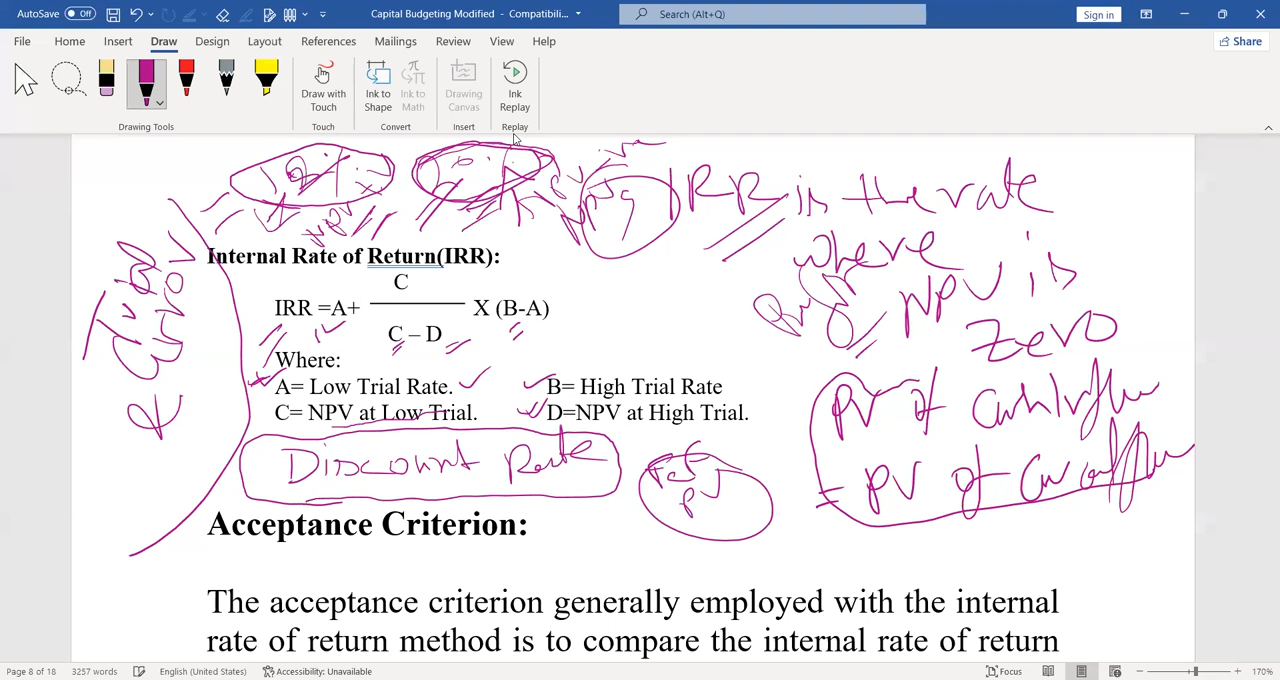 AutoSave Off Capital Budgeting Modified - Compatibili... Search (Alt+Q) Sign in
File Home Insert Draw Design Layout References Mailings Review View Help Share
Draw with Touch Ink to Shape Ink to Math Drawing Canvas Ink Replay
Drawing Tools Touch Convert Insert Replay
IRR is the rate
where
NPV is
zero
Internal Rate of Return(IRR):
C
IRR =A+ X (B-A)
C – D
Where:
A= Low Trial Rate. B= High Trial Rate
C= NPV at Low Trial. D=NPV at High Trial.
PV of
= PV of
Discount Rate
Acceptance Criterion:
The acceptance criterion generally employed with the internal
rate of return method is to compare the internal rate of return
Page 8 of 18 3257 words English (United States) Accessibility: Unavailable Focus 170%